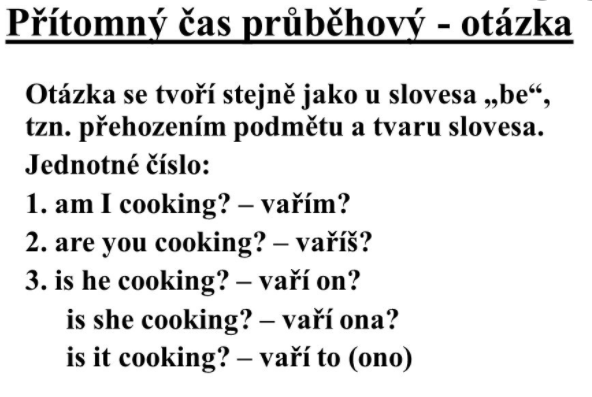 Přítomný čas průběhový - otázka
Otázka se tvoří stejně jako u slovesa „be“,
tzn. přehozením podmětu a tvaru slovesa.
Jednotné číslo:
1. am I cooking? – vařím?
2. are you cooking? – vaříš?
3. is he cooking? – vaří on?
is she cooking? – vaří ona?
is it cooking? – vaří to (ono)